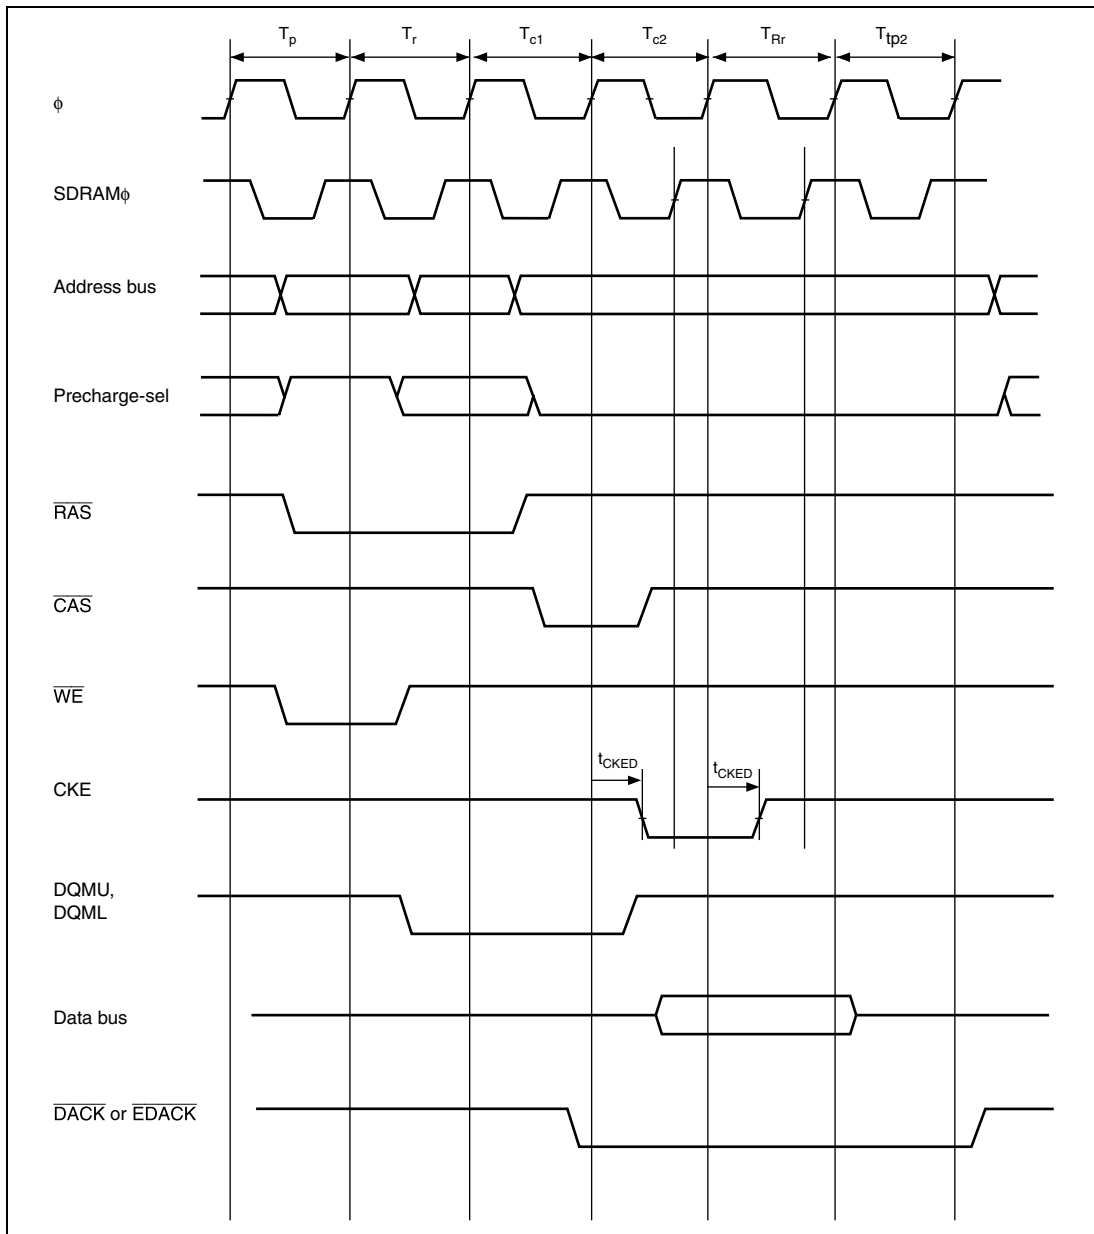 Tp Tr Tc1 Tc2 TRr Ttp2
ϕ
SDRAMϕ
Address bus
Precharge-sel
RAS
CAS
WE
tCKED tCKED
CKE
DQMU,
DQML
Data bus
DACK or EDACK